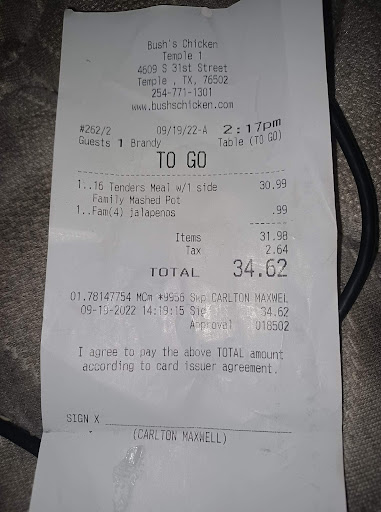 Bush's Chicken
Temple 1
4609 S 31st Street
Temple , TX, 76502
254-771-1301
www.bushschicken.com
#262/2 09/19/22-A 2:17pm
Guests 1 Brandy Table (TO GO)
TO GO
1..16 Tenders Meal w/1 side 30.99
Family Mashed Pot
1..Fam(4) jalapenos .99
Items 31.98
Tax 2.64
TOTAL 34.62
01.78147754 MCm *9956 Swp CARLTON MAXWEL
09-19-2022 14:19:15 Sig 34.62
Approval 018502
I agree to pay the above TOTAL amount
according to card issuer agreement.
SIGN X
(CARLTON MAXWELL)